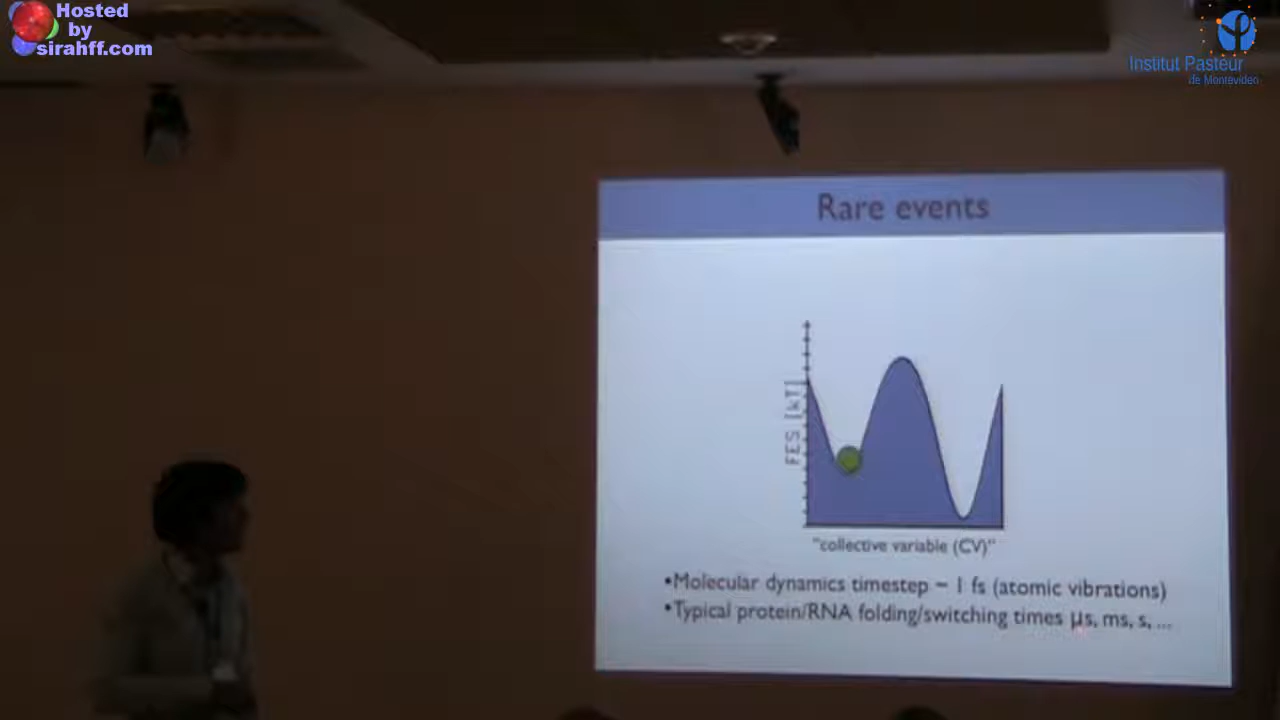 Hosted
by
sirahff.com
Institut Pasteur
de Montevideo
Rare events
FES [kT]
"collective variable (CV)"
•Molecular dynamics timestep ~ 1 fs (atomic vibrations)
•Typical protein/RNA folding/switching times μs, ms, s, ...